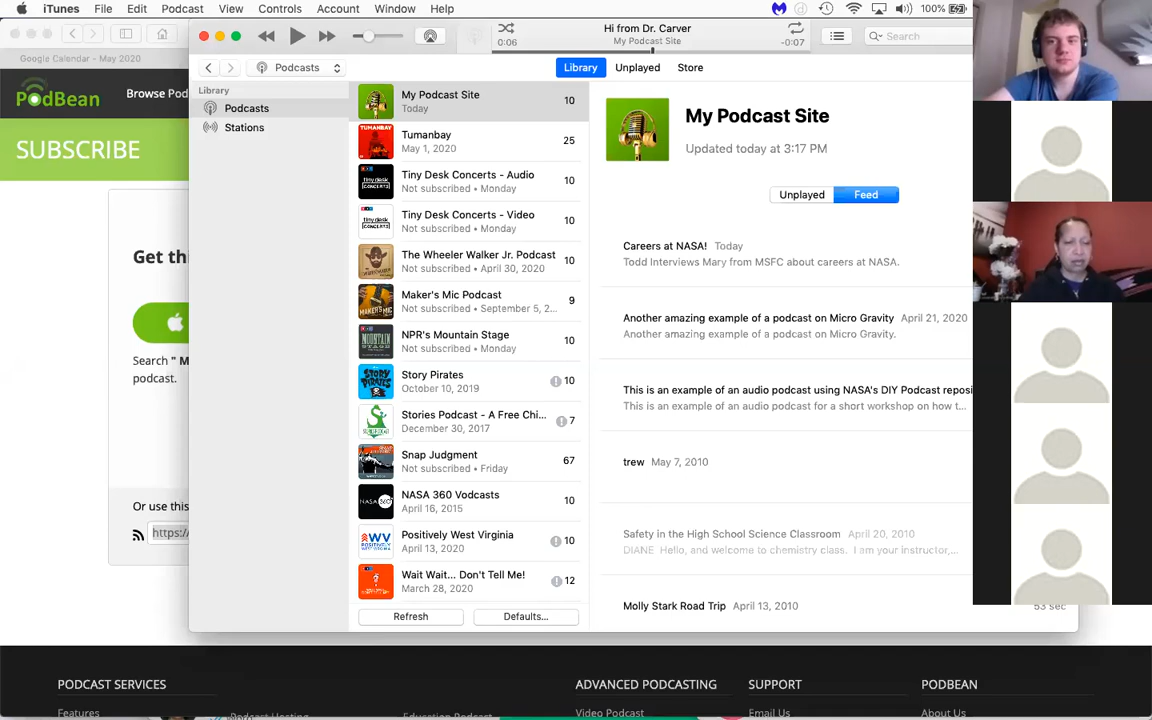 iTunes File Edit Podcast View Controls Account Window Help 100%
Hi from Dr. Carver
My Podcast Site
0:06
-0:07
Search
Google Calendar - May 2020
Podcasts
Library Unplayed Store
PodBean
Browse Pod
SUBSCRIBE
Get th
Search " M
podcast.
Or use this
https:/
Library
Podcasts
Stations
My Podcast Site
Today
10
Tumanbay
May 1, 2020
25
Tiny Desk Concerts - Audio
Not subscribed • Monday
10
Tiny Desk Concerts - Video
Not subscribed • Monday
10
The Wheeler Walker Jr. Podcast
Not subscribed • April 30, 2020
10
Maker's Mic Podcast
Not subscribed • September 5, 2...
9
NPR's Mountain Stage
Not subscribed • Monday
10
Story Pirates
October 10, 2019
10
Stories Podcast - A Free Chi...
December 30, 2017
7
Snap Judgment
Not subscribed • Friday
67
NASA 360 Vodcasts
April 16, 2015
10
Positively West Virginia
April 13, 2020
10
Wait Wait... Don't Tell Me!
March 28, 2020
12
Refresh
Defaults...
My Podcast Site
Updated today at 3:17 PM
Unplayed
Feed
Careers at NASA! Today
Todd Interviews Mary from MSFC about careers at NASA.
Another amazing example of a podcast on Micro Gravity April 21, 2020
Another amazing example of a podcast on Micro Gravity.
This is an example of an audio podcast using NASA's DIY Podcast reposi
This is an example of an audio podcast for a short workshop on how t...
trew May 7, 2010
Safety in the High School Science Classroom April 20, 2010
DIANE. Hello, and welcome to chemistry class. I am your instructor,...
Molly Stark Road Trip April 13, 2010
53 sec
PODCAST SERVICES
ADVANCED PODCASTING
SUPPORT
PODBEAN
Features
Podcast Hosting
Education Podcast
Video Podcast
Email Us
About Us